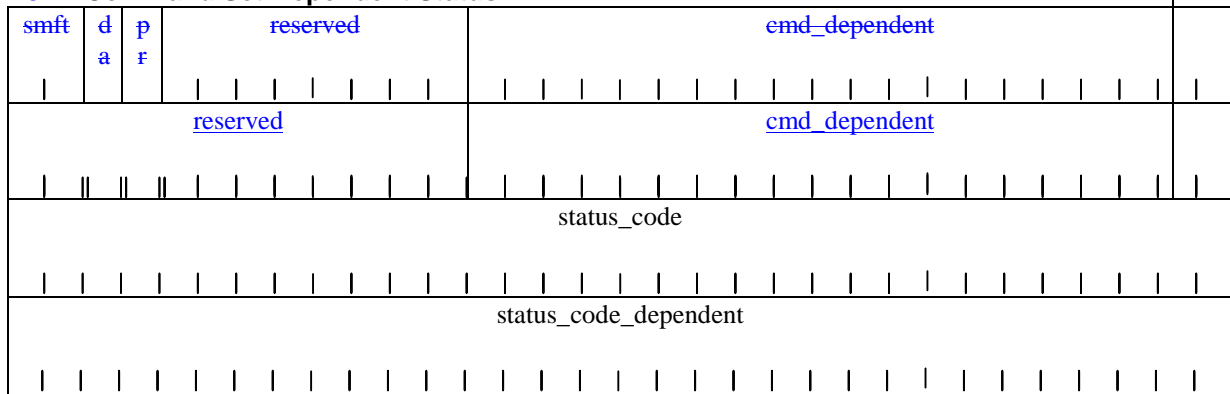 smft d p reserved cmd_dependent
a r
reserved cmd_dependent
status_code
status_code_dependent